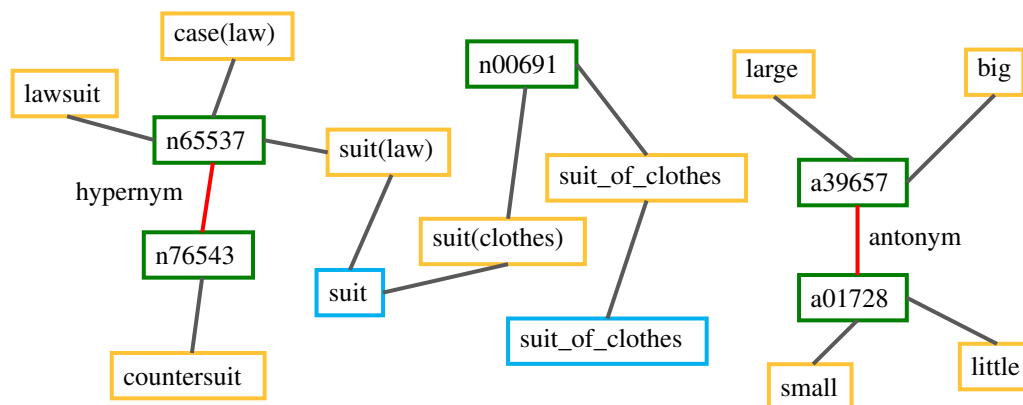 case(law)
lawsuit
n65537
suit(law)
hypernym
n76543
suit
countersuit
n00691
suit_of_clothes
suit(clothes)
suit_of_clothes
large
big
a39657
antonym
a01728
small
little